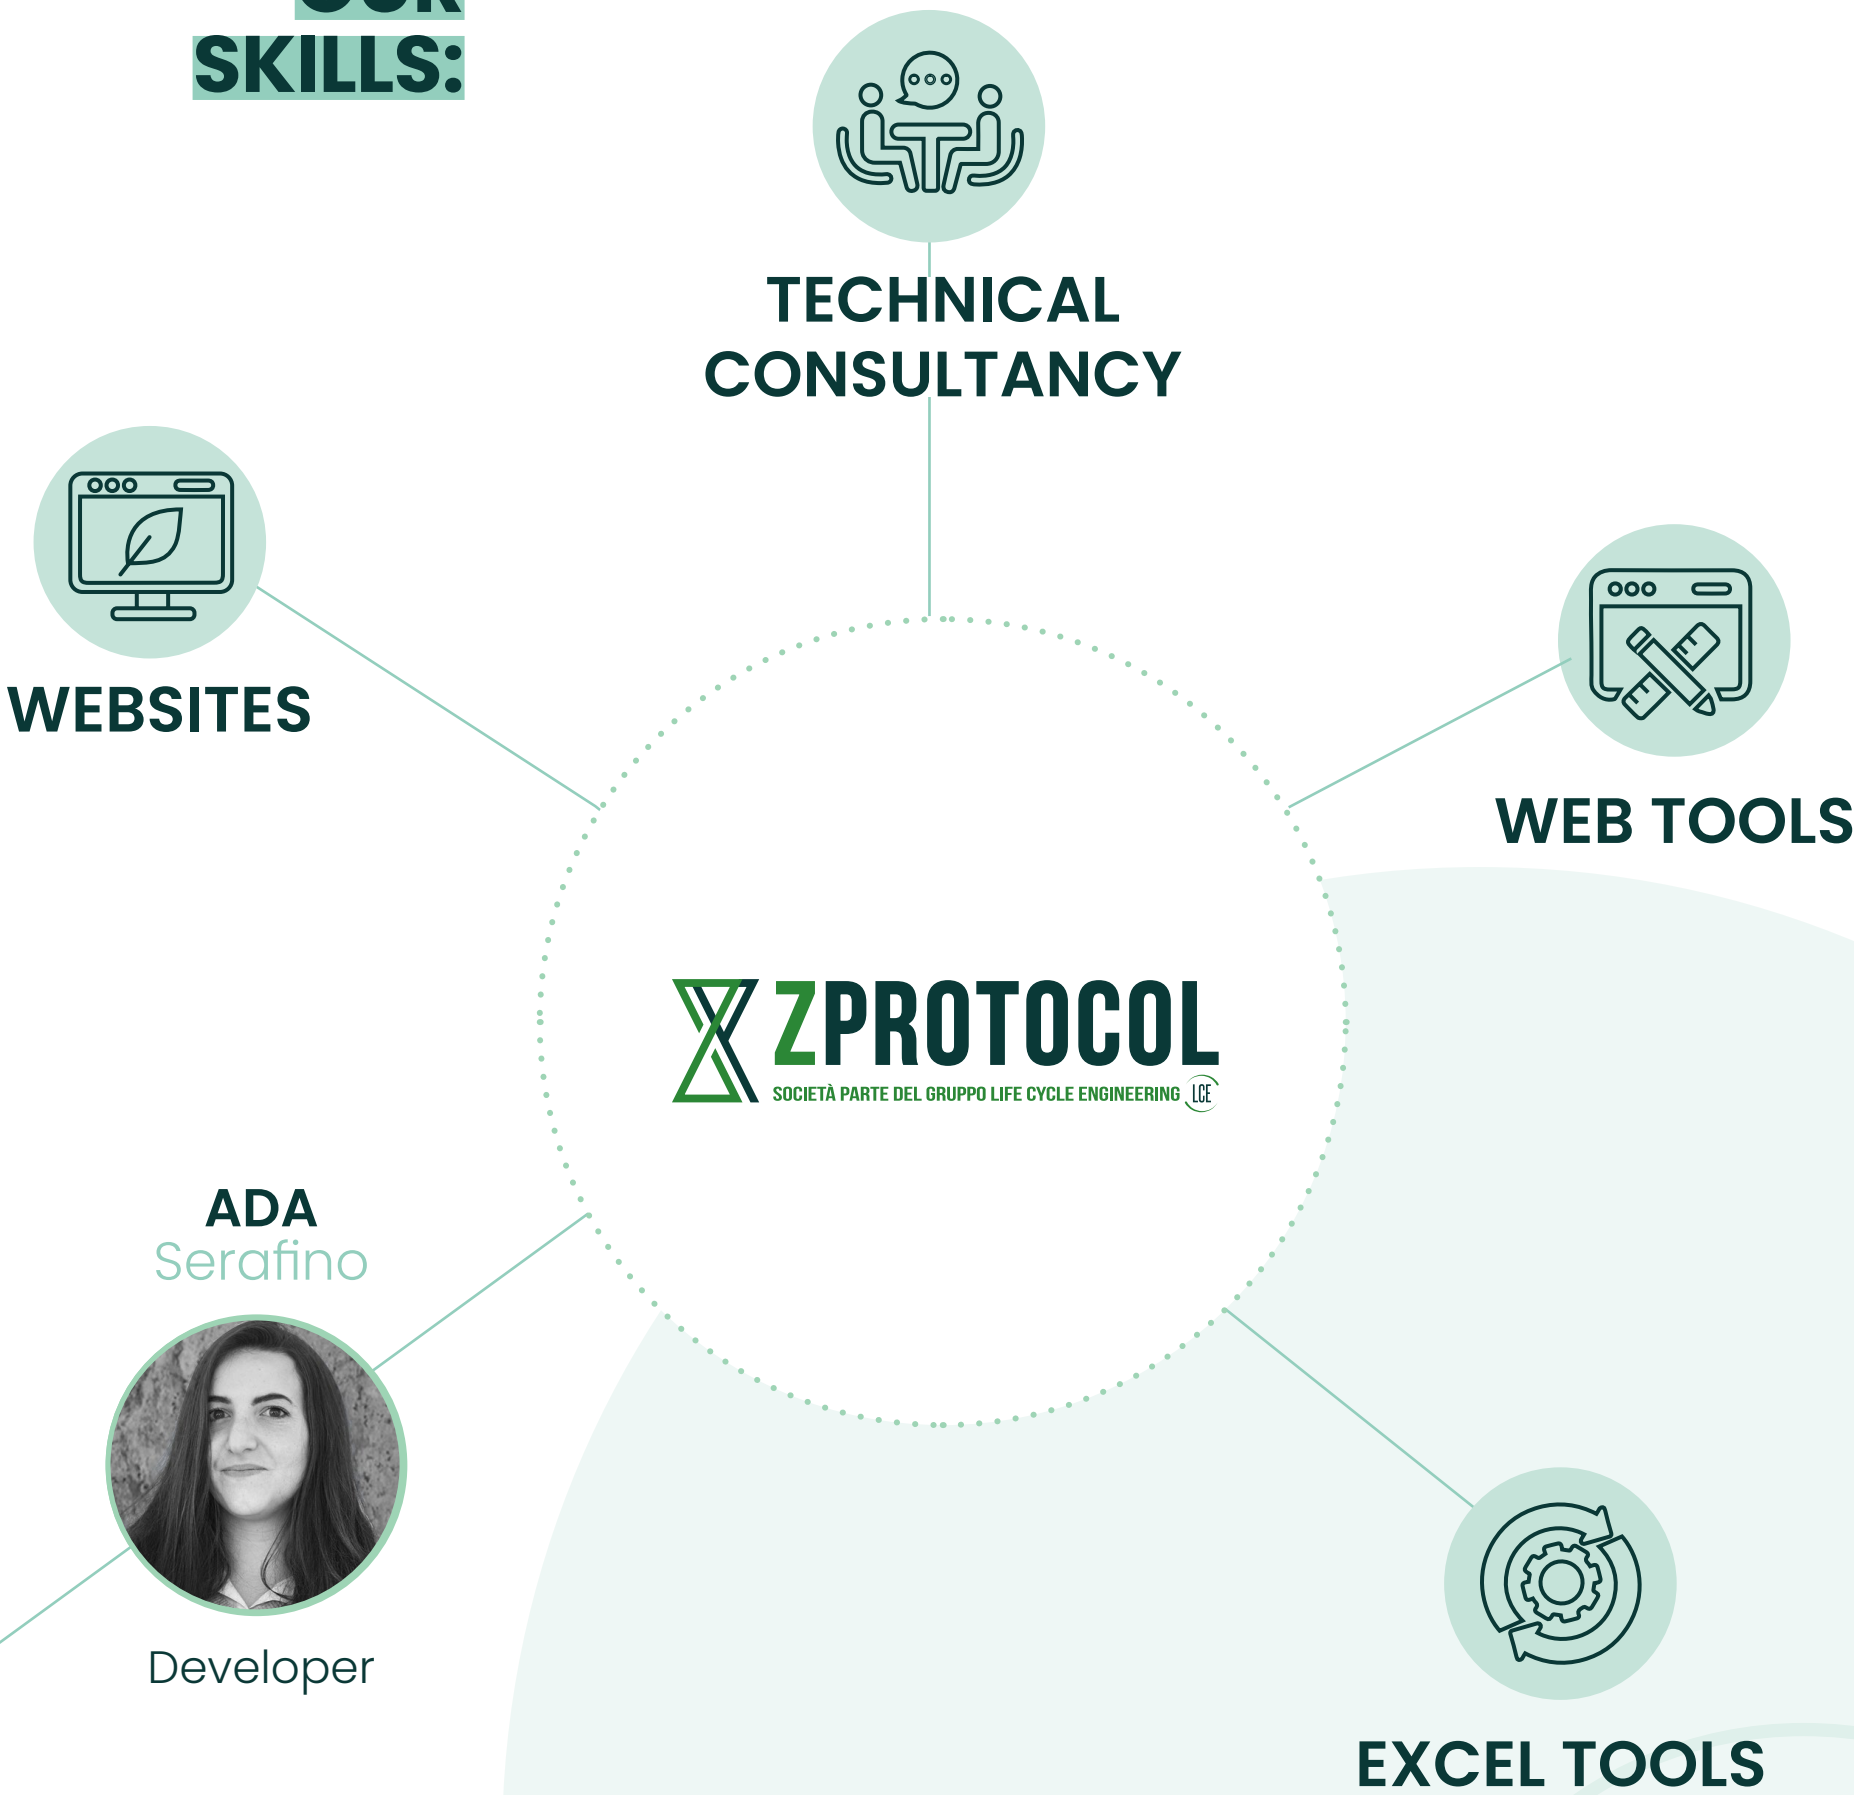 OUR
SKILLS:
TECHNICAL
CONSULTANCY
WEBSITES
WEB TOOLS
ZPROTOCOL
SOCIETÀ PARTE DEL GRUPPO LIFE CYCLE ENGINEERING LCE
ADA
Serafino
Developer
EXCEL TOOLS